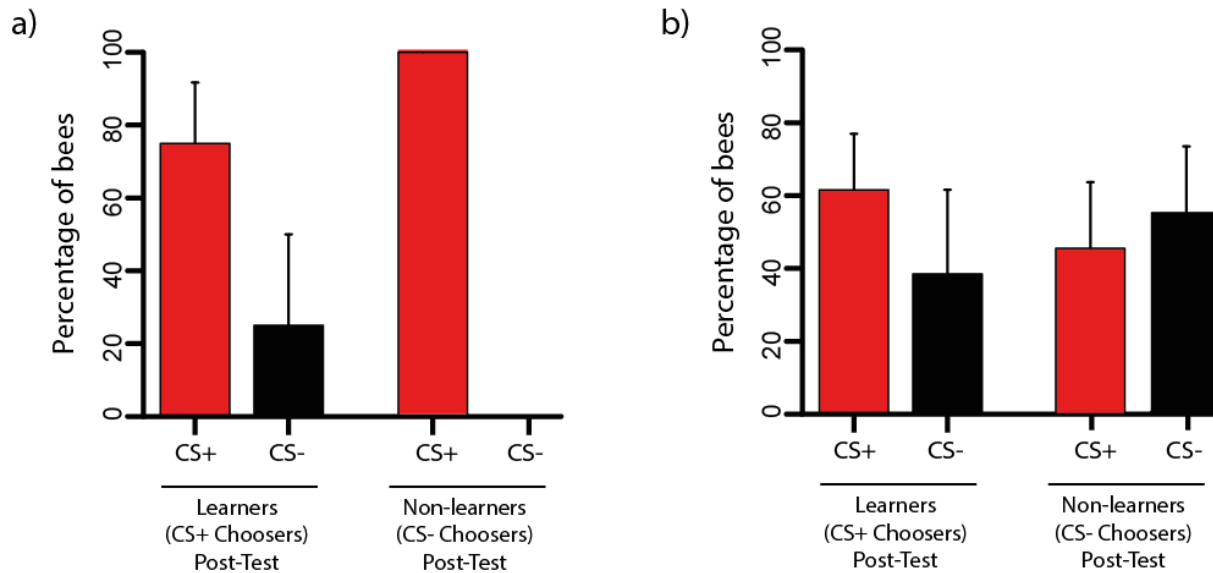 a)
Percentage of bees
100
80
60
40
20
0
CS+ CS- CS+ CS-
Learners
(CS+ Choosers)
Post-Test
Non-learners
(CS- Choosers)
Post-Test
b)
Percentage of bees
100
80
60
40
20
0
CS+ CS- CS+ CS-
Learners
(CS+ Choosers)
Post-Test
Non-learners
(CS- Choosers)
Post-Test